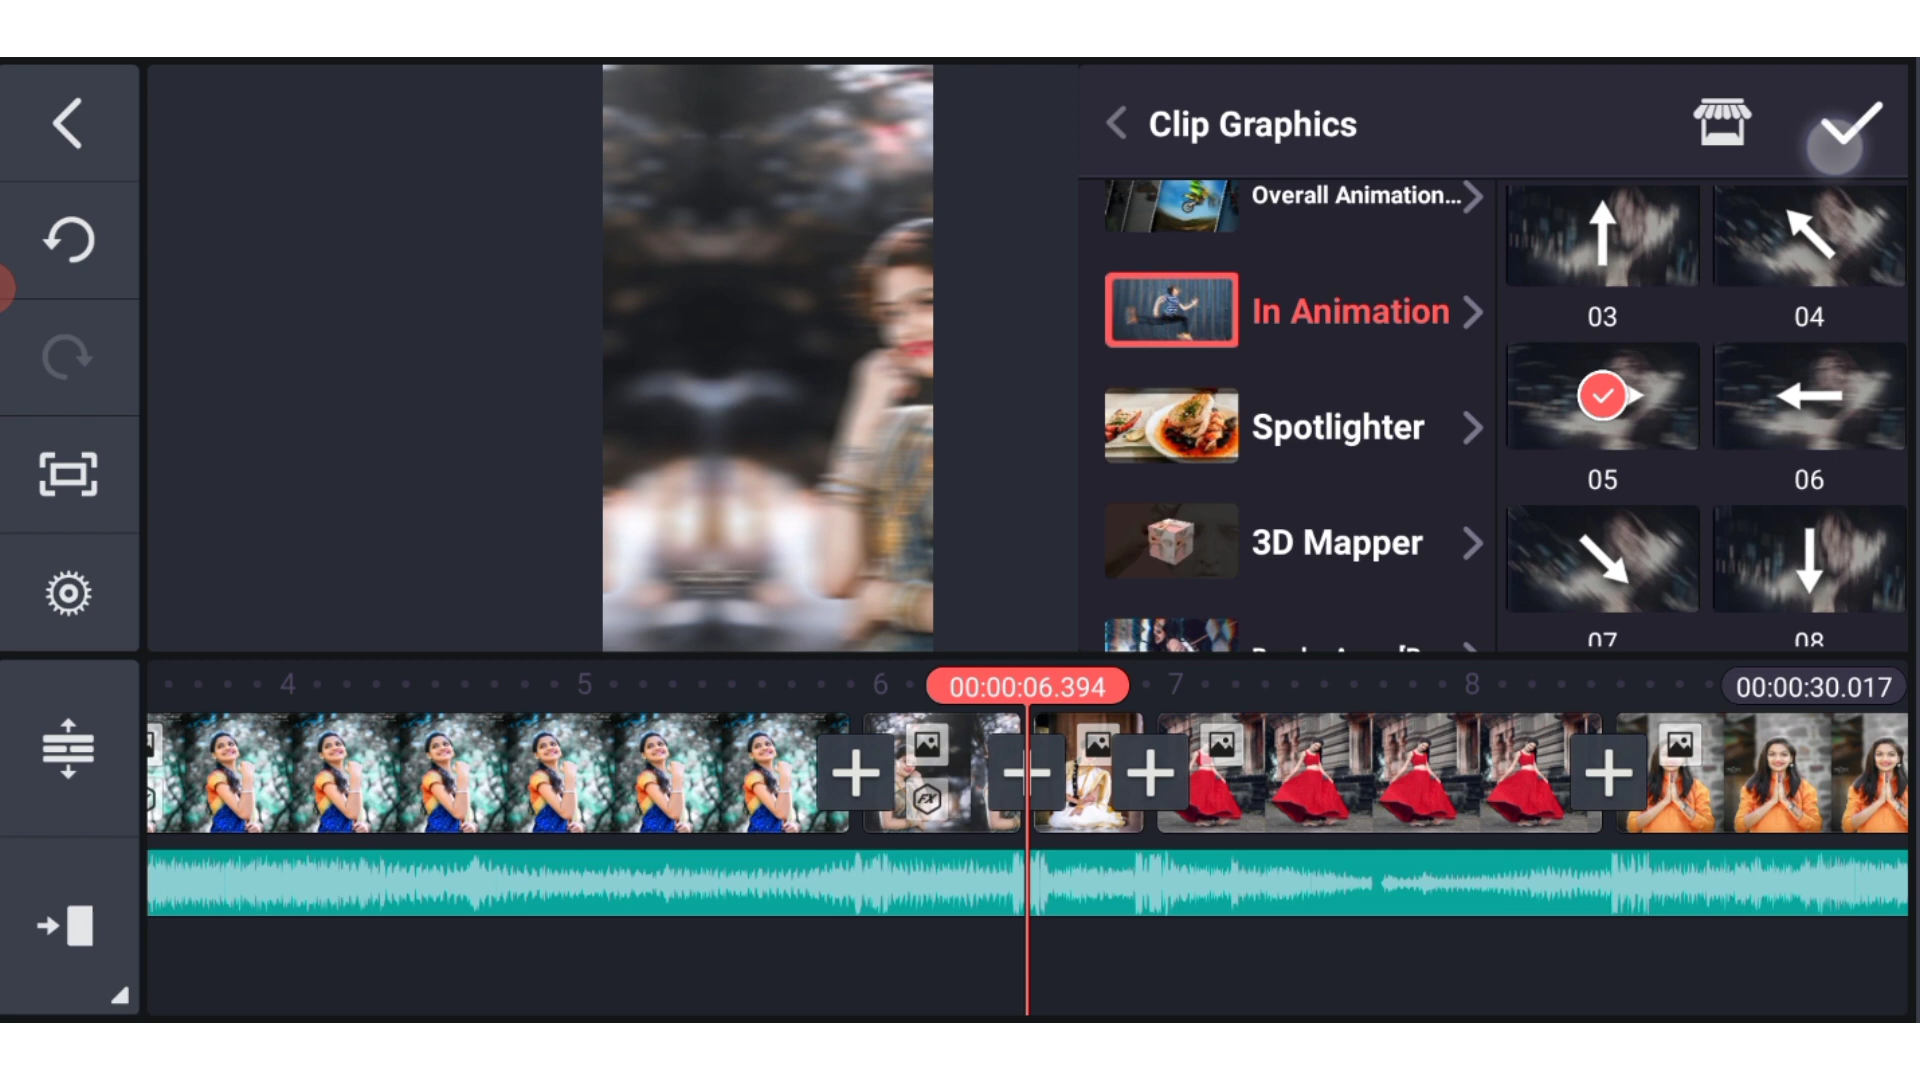 Clip Graphics
Overall Animation...
In Animation
Spotlighter
3D Mapper
03
04
05
06
07
08
4
5
6
00:00:06.394
7
8
00:00:30.017
FX